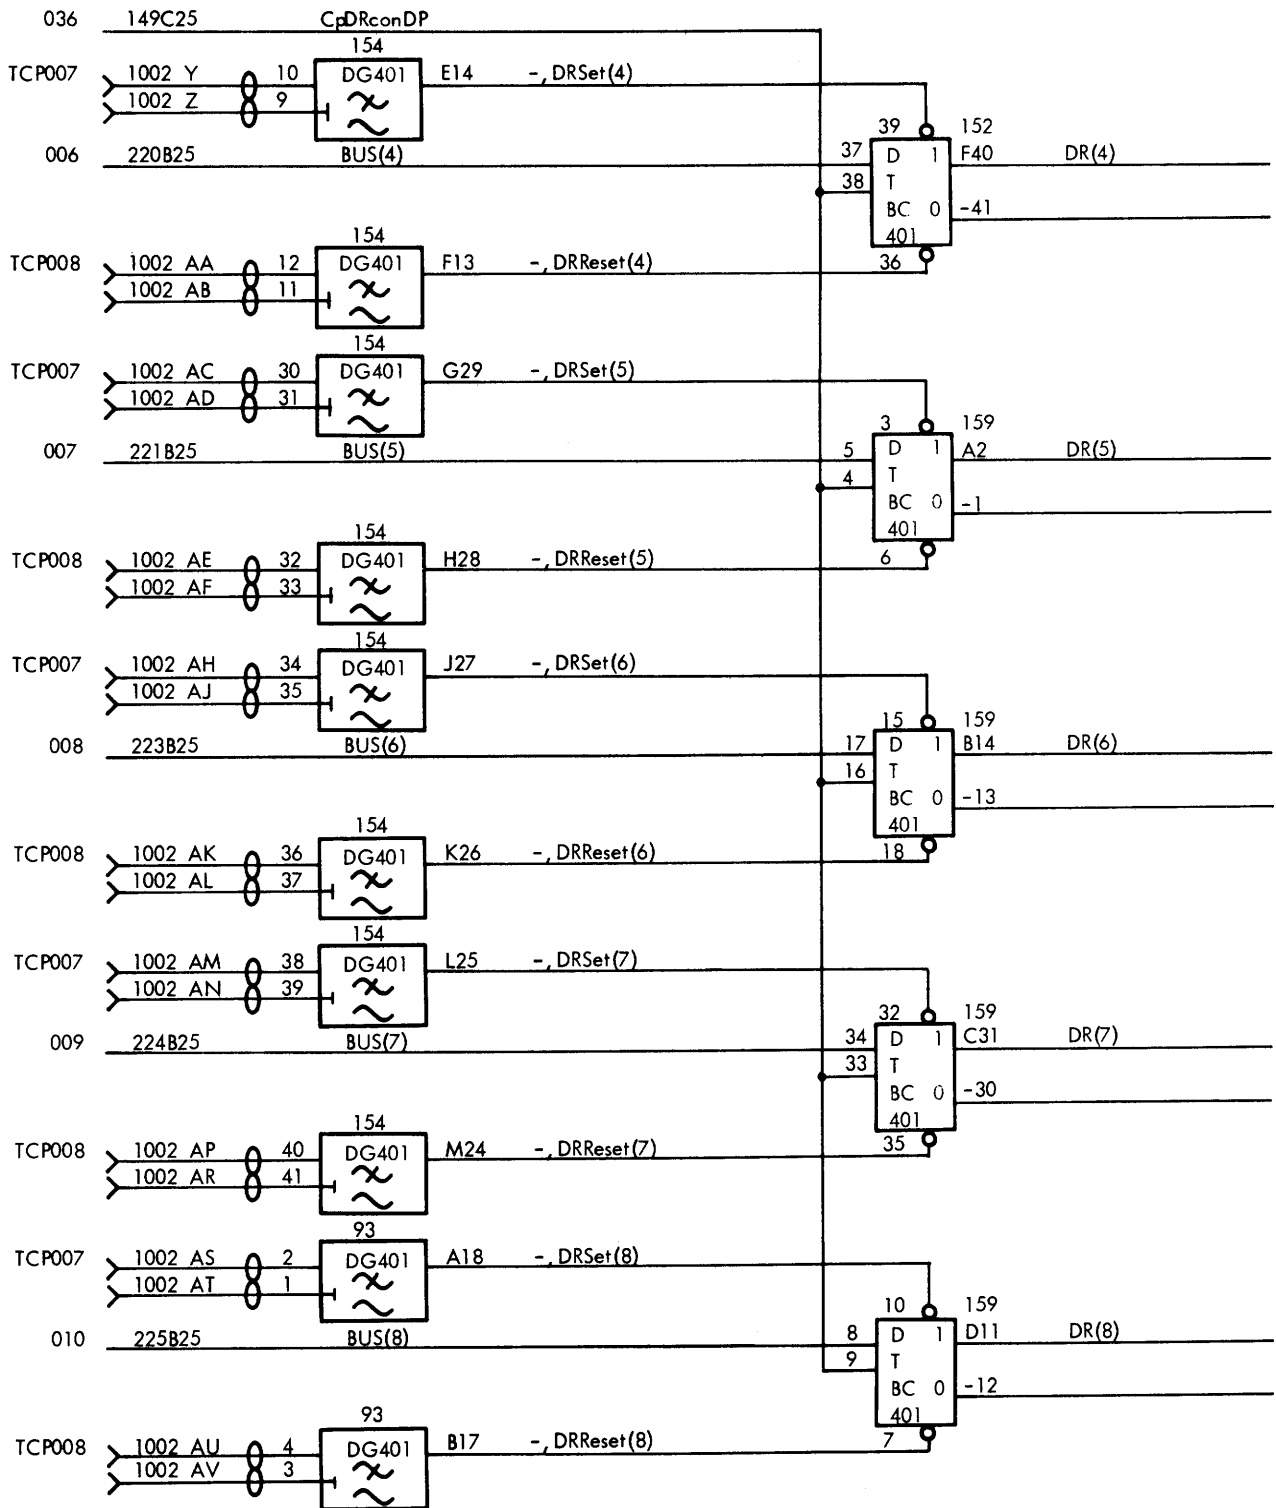 036 149C25 CpDRconDP
154
TCP007 1002 Y 10 DG401 E14 -, DRSet(4)
1002 Z 9
39 152
006 220B25 BUS(4) 37 D 1 F40 DR(4)
38 T
BC 0 -41
401
154
TCP008 1002 AA 12 DG401 F13 -, DRReset(4) 36
1002 AB 11
154
TCP007 1002 AC 30 DG401 G29 -, DRSet(5)
1002 AD 31
3 159
007 221B25 BUS(5) 5 D 1 A2 DR(5)
4 T
BC 0 -1
401
154
TCP008 1002 AE 32 DG401 H28 -, DRReset(5) 6
1002 AF 33
154
TCP007 1002 AH 34 DG401 J27 -, DRSet(6)
1002 AJ 35
15 159
008 223B25 BUS(6) 17 D 1 B14 DR(6)
16 T
BC 0 -13
401
154
TCP008 1002 AK 36 DG401 K26 -, DRReset(6) 18
1002 AL 37
154
TCP007 1002 AM 38 DG401 L25 -, DRSet(7)
1002 AN 39
32 159
009 224B25 BUS(7) 34 D 1 C31 DR(7)
33 T
BC 0 -30
401
154
TCP008 1002 AP 40 DG401 M24 -, DRReset(7) 35
1002 AR 41
93
TCP007 1002 AS 2 DG401 A18 -, DRSet(8)
1002 AT 1
10 159
010 225B25 BUS(8) 8 D 1 D11 DR(8)
9 T
BC 0 -12
401
93
TCP008 1002 AU 4 DG401 B17 -, DRReset(8) 7
1002 AV 3